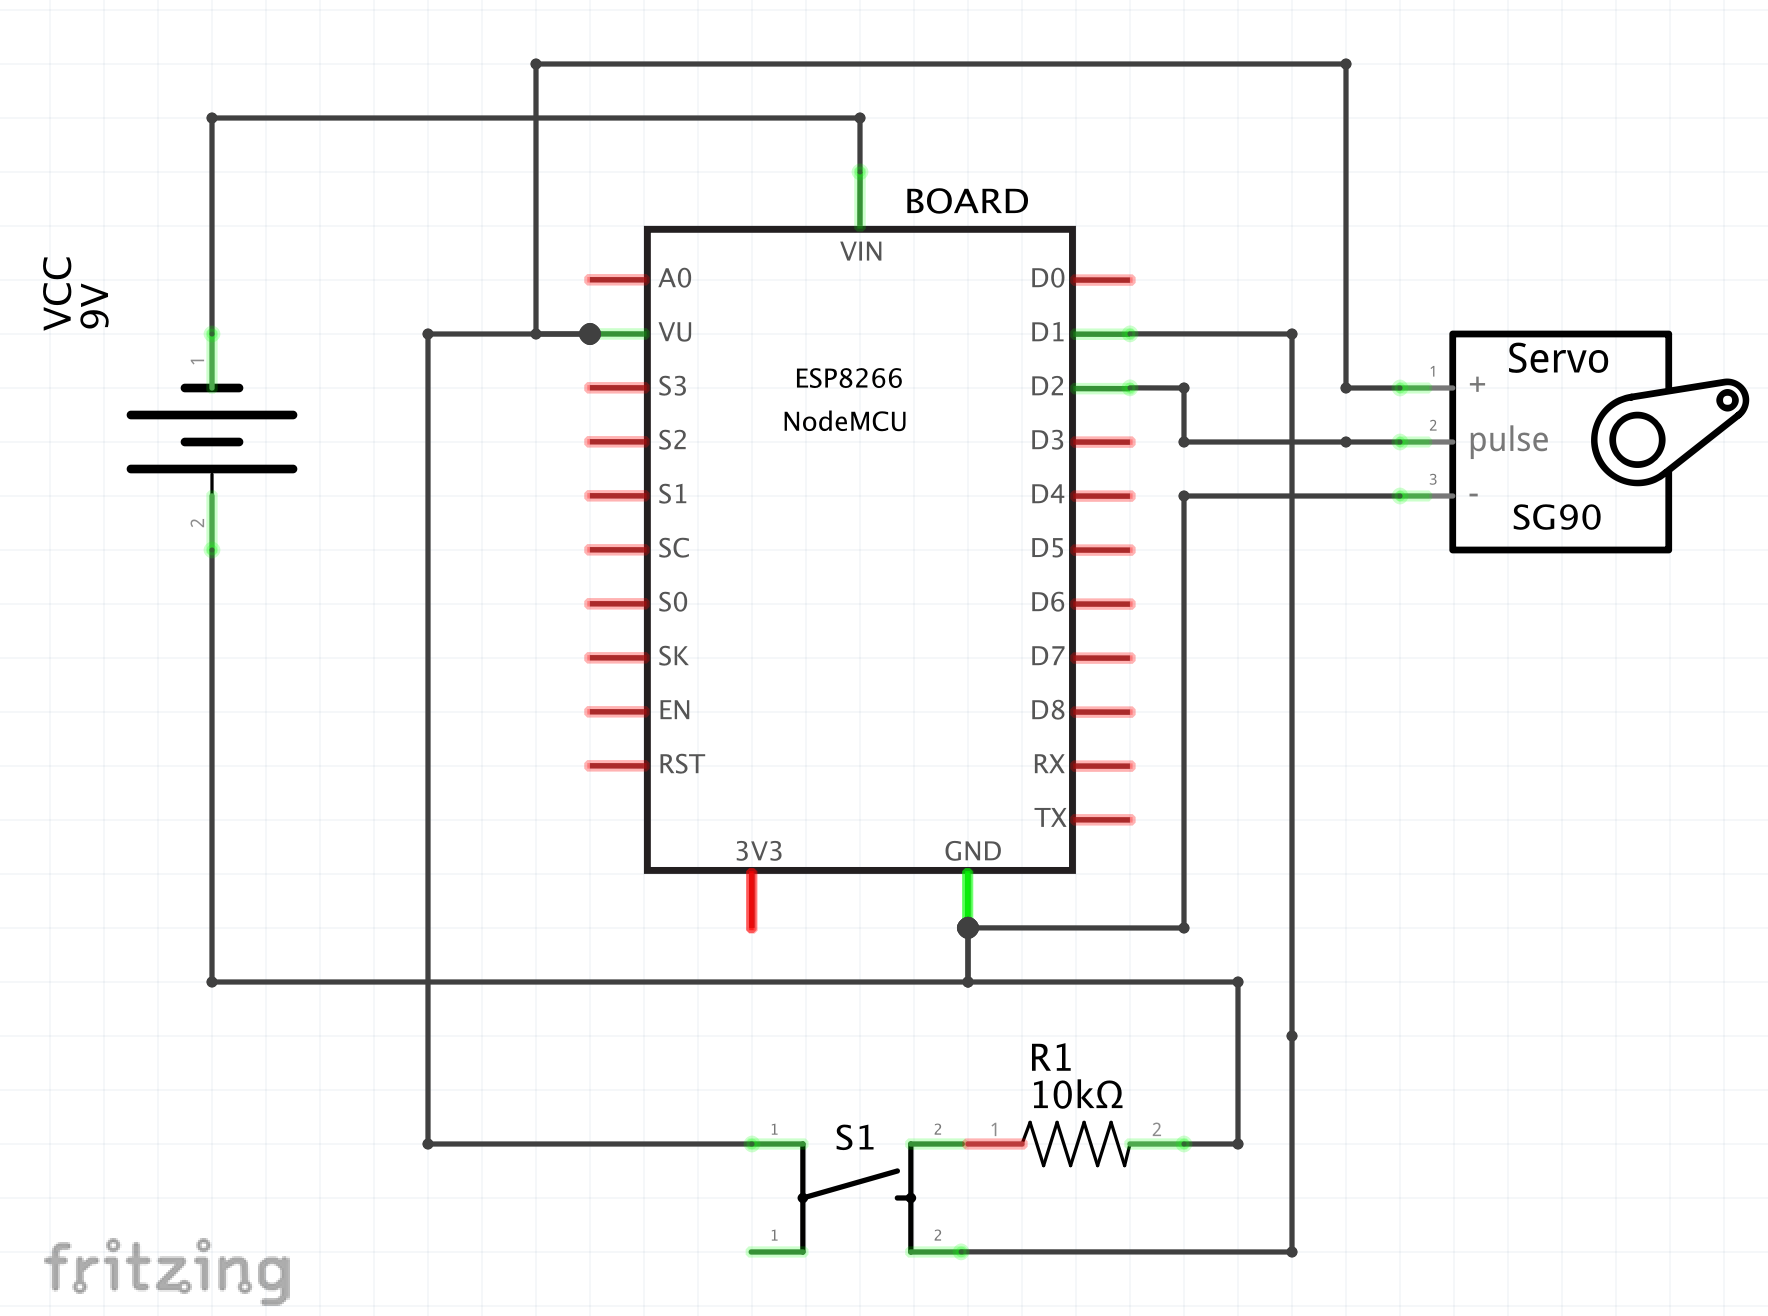 BOARD
VIN
VCC
9V
1
2
A0
VU
S3
S2
S1
SC
S0
SK
EN
RST
ESP8266
NodeMCU
D0
D1
D2
D3
D4
D5
D6
D7
D8
RX
TX
3V3
GND
Servo
1
+
2
pulse
3
-
SG90
R1
10kΩ
S1
1
2
1
2
1
2
fritzing